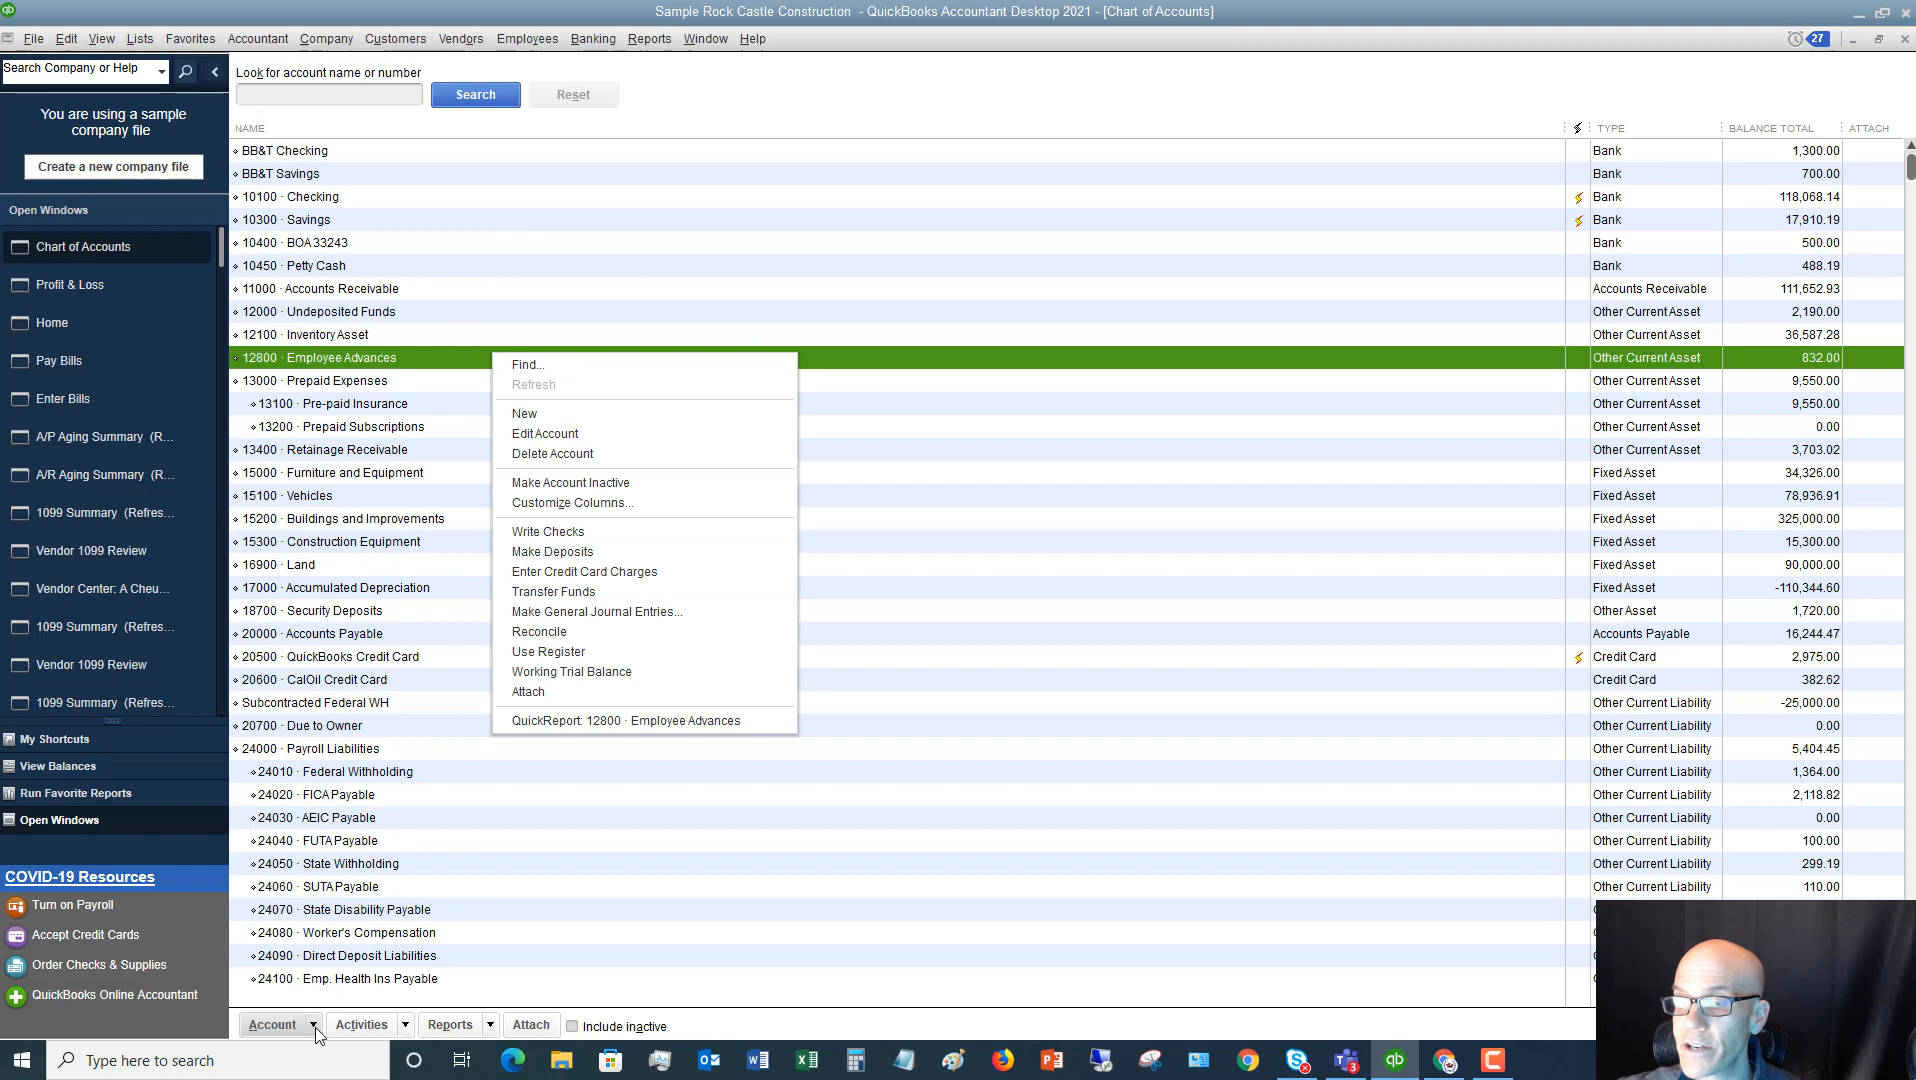 Sample Rock Castle Construction - QuickBooks Accountant Desktop 2021 - [Chart of Accounts]
File Edit View Lists Favorites Accountant Company Customers Vendors Employees Banking Reports Window Help
27
Search Company or Help
You are using a sample
company file
Create a new company file
Open Windows
Chart of Accounts
Profit & Loss
Home
Pay Bills
Enter Bills
A/P Aging Summary (R...
A/R Aging Summary (R...
1099 Summary (Refres...
Vendor 1099 Review
Vendor Center: A Cheu...
1099 Summary (Refres...
Vendor 1099 Review
1099 Summary (Refres...
My Shortcuts
View Balances
Run Favorite Reports
Open Windows
COVID-19 Resources
Turn on Payroll
Accept Credit Cards
Order Checks & Supplies
QuickBooks Online Accountant
Look for account name or number
Search Reset
NAME TYPE BALANCE TOTAL ATTACH
BB&T Checking Bank 1,300.00
BB&T Savings Bank 700.00
10100 · Checking Bank 118,068.14
10300 · Savings Bank 17,910.19
10400 · BOA 33243 Bank 500.00
10450 · Petty Cash Bank 488.19
11000 · Accounts Receivable Accounts Receivable 111,652.93
12000 · Undeposited Funds Other Current Asset 2,190.00
12100 · Inventory Asset Other Current Asset 36,587.28
12800 · Employee Advances Other Current Asset 832.00
13000 · Prepaid Expenses Other Current Asset 9,550.00
13100 · Pre-paid Insurance Other Current Asset 9,550.00
13200 · Prepaid Subscriptions Other Current Asset 0.00
13400 · Retainage Receivable Other Current Asset 3,703.02
15000 · Furniture and Equipment Fixed Asset 34,326.00
15100 · Vehicles Fixed Asset 78,936.91
15200 · Buildings and Improvements Fixed Asset 325,000.00
15300 · Construction Equipment Fixed Asset 15,300.00
16900 · Land Fixed Asset 90,000.00
17000 · Accumulated Depreciation Fixed Asset -110,344.60
18700 · Security Deposits Other Asset 1,720.00
20000 · Accounts Payable Accounts Payable 16,244.47
20500 · QuickBooks Credit Card Credit Card 2,975.00
20600 · CalOil Credit Card Credit Card 382.62
Subcontracted Federal WH Other Current Liability -25,000.00
20700 · Due to Owner Other Current Liability 0.00
24000 · Payroll Liabilities Other Current Liability 5,404.45
24010 · Federal Withholding Other Current Liability 1,364.00
24020 · FICA Payable Other Current Liability 2,118.82
24030 · AEIC Payable Other Current Liability 0.00
24040 · FUTA Payable Other Current Liability 100.00
24050 · State Withholding Other Current Liability 299.19
24060 · SUTA Payable Other Current Liability 110.00
24070 · State Disability Payable
24080 · Worker's Compensation
24090 · Direct Deposit Liabilities
24100 · Emp. Health Ins Payable
Find...
Refresh
New
Edit Account
Delete Account
Make Account Inactive
Customize Columns...
Write Checks
Make Deposits
Enter Credit Card Charges
Transfer Funds
Make General Journal Entries...
Reconcile
Use Register
Working Trial Balance
Attach
QuickReport: 12800 · Employee Advances
Account Activities Reports Attach Include inactive
Type here to search